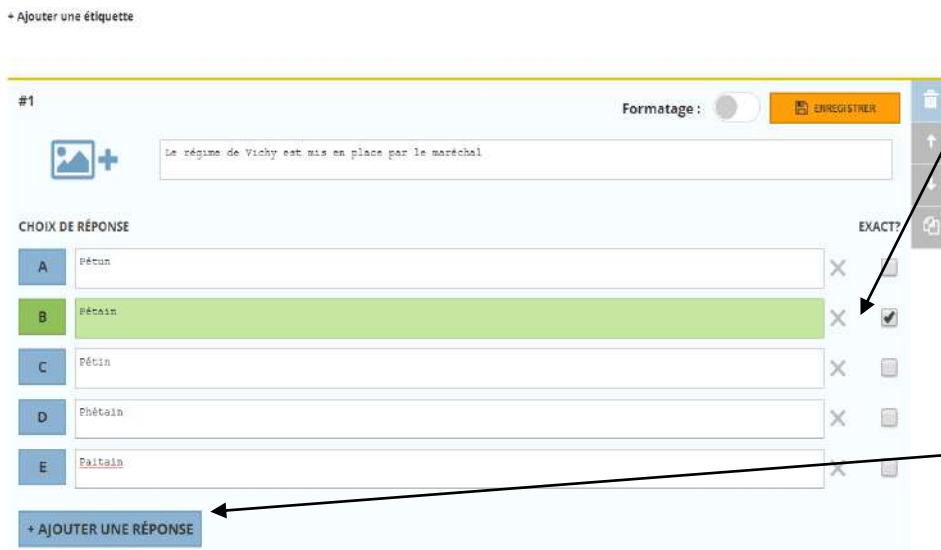 + Ajouter une étiquette
#1
Formatage :
ENREGISTRER
Le régime de Vichy est mis en place par le maréchal
CHOIX DE RÉPONSE
EXACT?
A
Pétun
B
Pétain
C
Pétin
D
Phétain
E
Paitain
+ AJOUTER UNE RÉPONSE